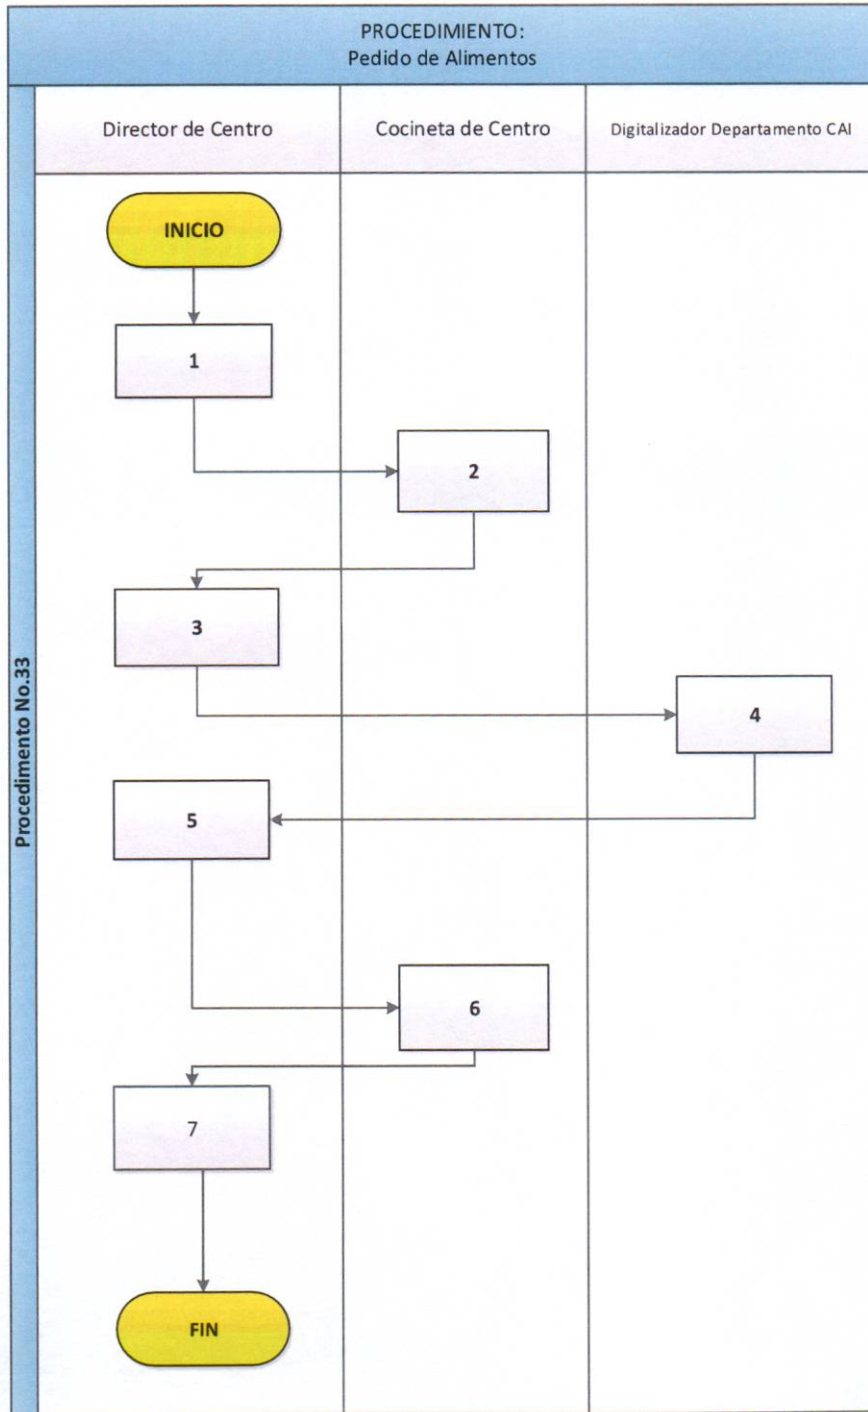 PROCEDIMIENTO:
Pedido de Alimentos
Procedimento No.33
Director de Centro
Cocineta de Centro
Digitalizador Departamento CAI
INICIO
1
2
3
4
5
6
7
FIN